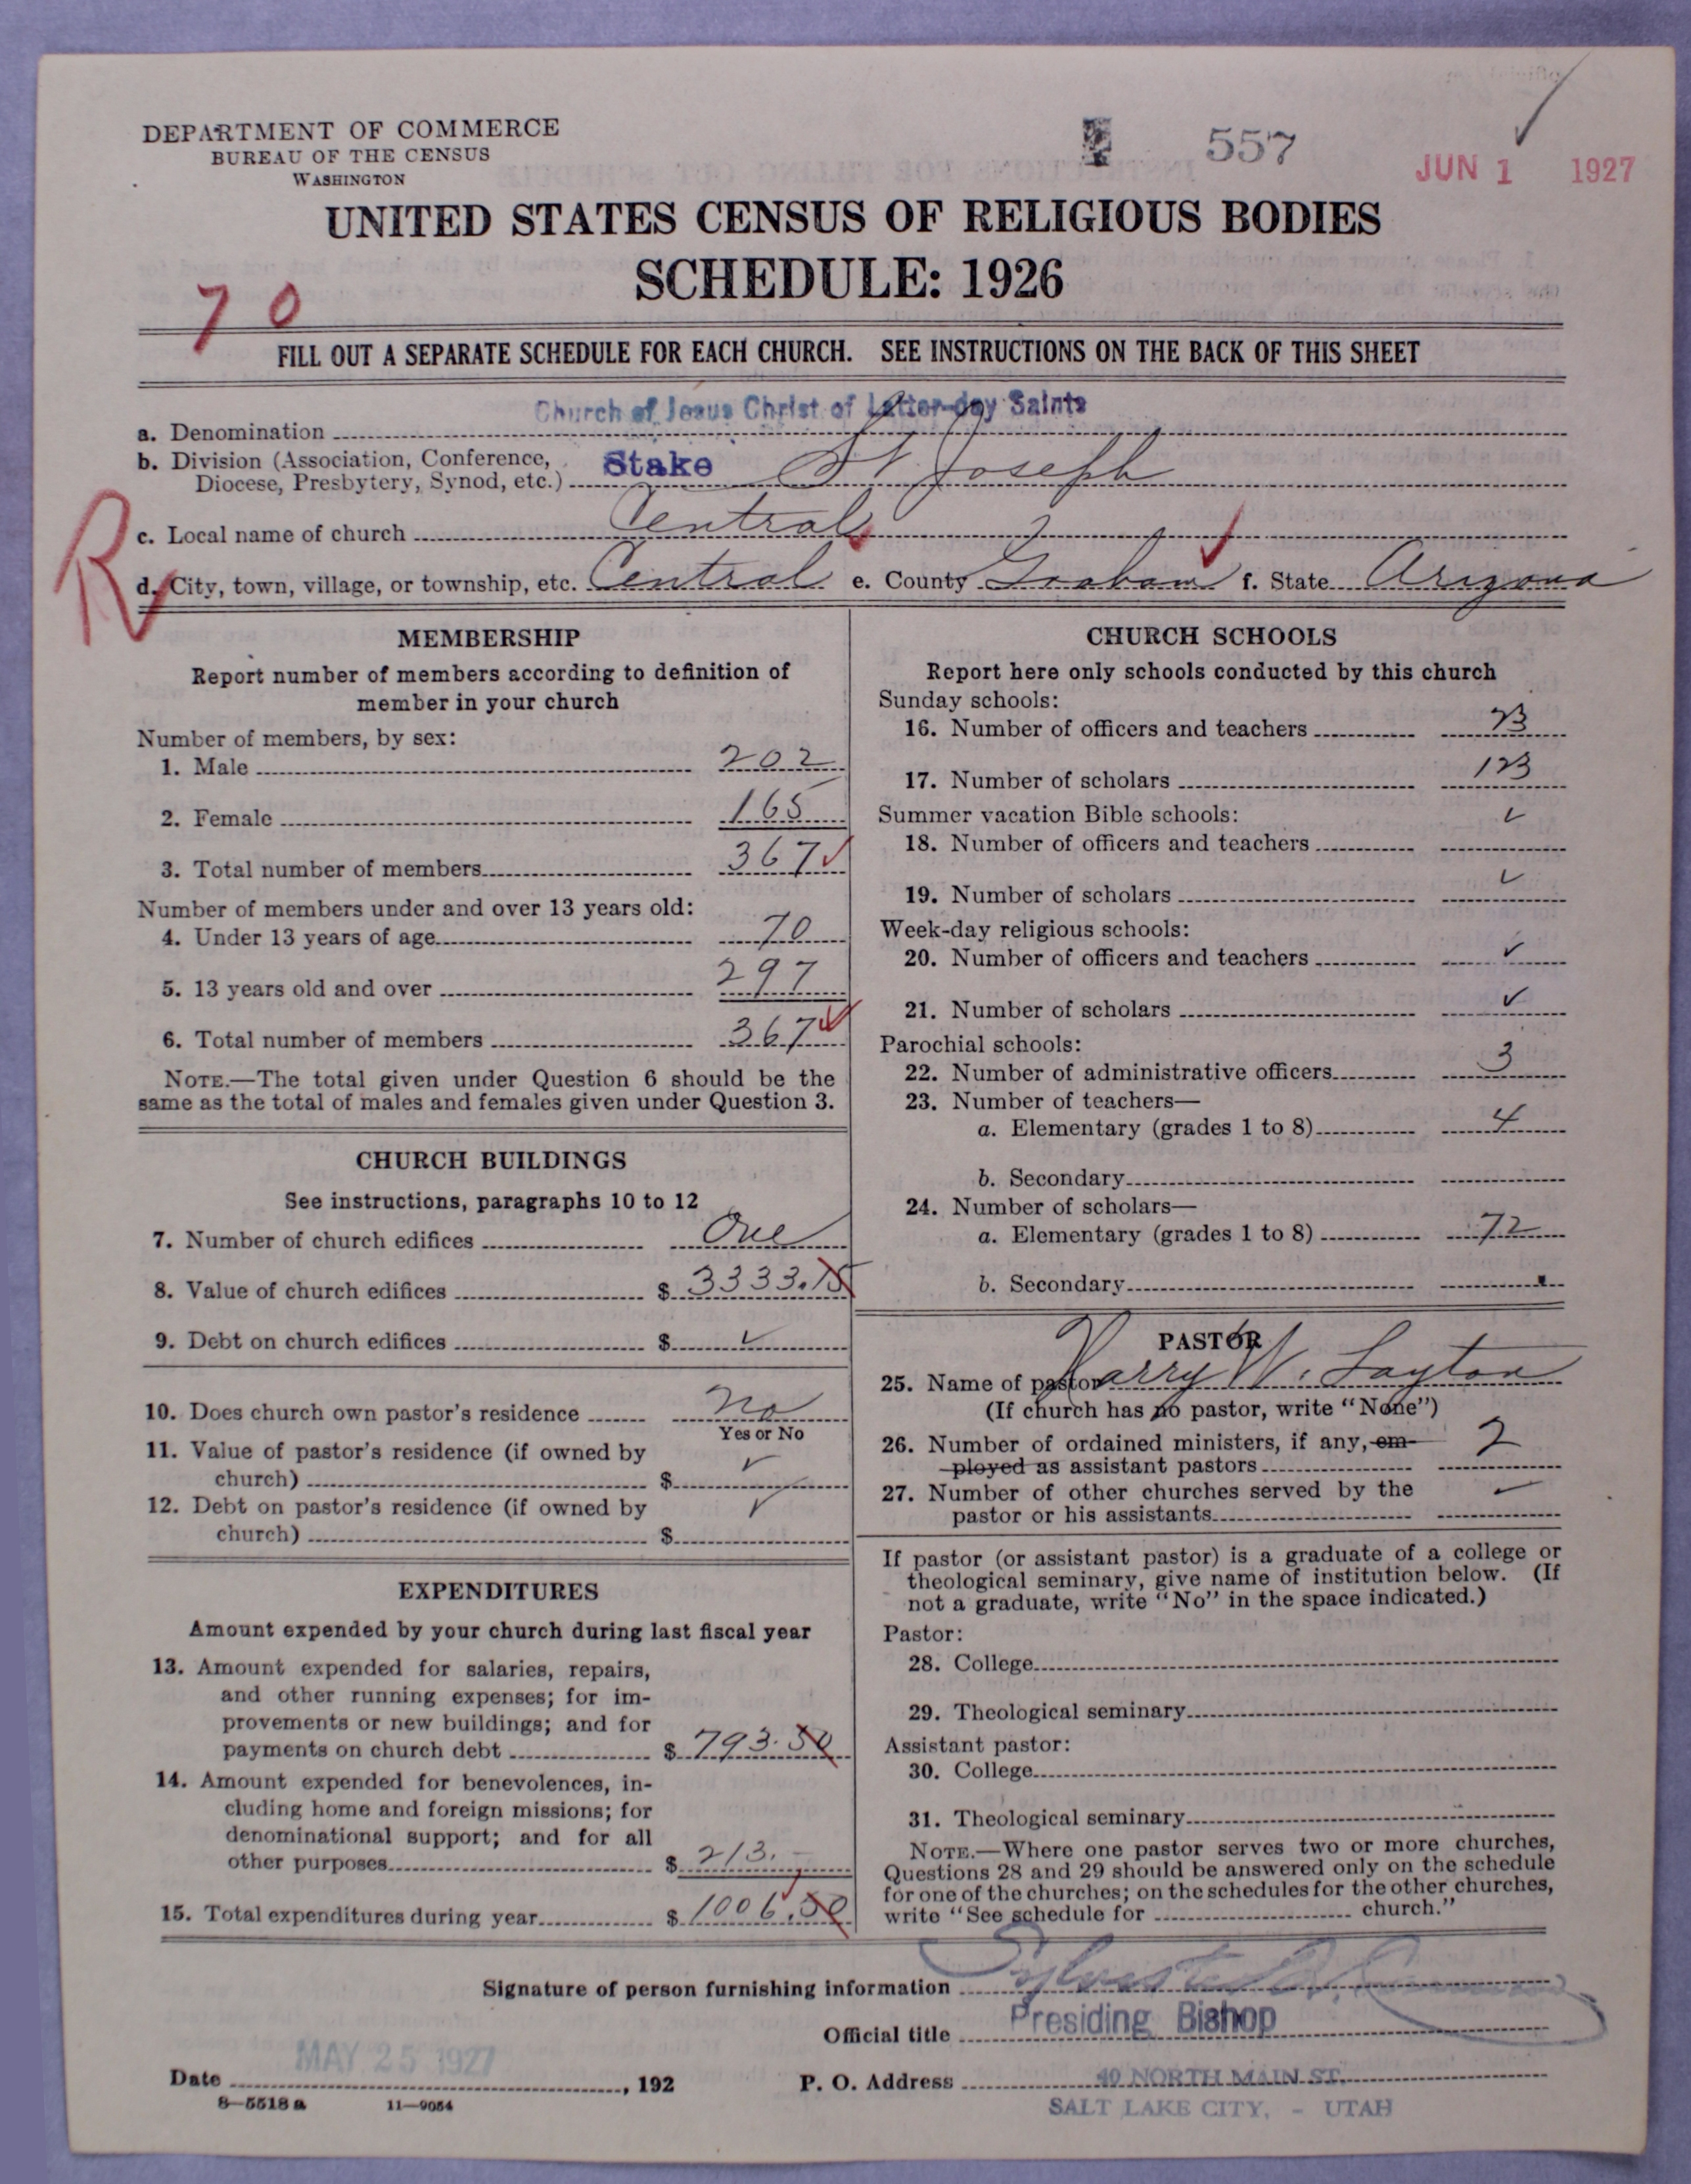 DEPARTMENT OF COMMERCE
BUREAU OF THE CENSUS
WASHINGTON
557
JUN 1 1927
UNITED STATES CENSUS OF RELIGIOUS BODIES
SCHEDULE: 1926
70
FILL OUT A SEPARATE SCHEDULE FOR EACH CHURCH. SEE INSTRUCTIONS ON THE BACK OF THIS SHEET
Church of Jesus Christ of Latter-day Saints
a. Denomination
b. Division (Association, Conference, Stake St. Joseph
Diocese, Presbytery, Synod, etc.)
c. Local name of church Central
R
d. City, town, village, or township, etc. Central e. County Graham f. State Arizona
MEMBERSHIP
Report number of members according to definition of
member in your church
Number of members, by sex:
1. Male 202
2. Female 165
3. Total number of members 367
Number of members under and over 13 years old:
4. Under 13 years of age 70
5. 13 years old and over 297
6. Total number of members 367
NOTE.—The total given under Question 6 should be the
same as the total of males and females given under Question 3.
CHURCH BUILDINGS
See instructions, paragraphs 10 to 12
7. Number of church edifices One
8. Value of church edifices $ 3333.15
9. Debt on church edifices $ ✓
10. Does church own pastor's residence No
Yes or No
11. Value of pastor's residence (if owned by
church) $ ✓
12. Debt on pastor's residence (if owned by
church) $ ✓
EXPENDITURES
Amount expended by your church during last fiscal year
13. Amount expended for salaries, repairs,
and other running expenses; for im-
provements or new buildings; and for
payments on church debt $ 793.50
14. Amount expended for benevolences, in-
cluding home and foreign missions; for
denominational support; and for all
other purposes $ 213.–
15. Total expenditures during year $ 1006.50
CHURCH SCHOOLS
Report here only schools conducted by this church
Sunday schools:
16. Number of officers and teachers 23
17. Number of scholars 123
Summer vacation Bible schools:
18. Number of officers and teachers ✓
19. Number of scholars ✓
Week-day religious schools:
20. Number of officers and teachers ✓
21. Number of scholars ✓
Parochial schools:
22. Number of administrative officers 3
23. Number of teachers—
a. Elementary (grades 1 to 8) 4
b. Secondary
24. Number of scholars—
a. Elementary (grades 1 to 8) 72
b. Secondary
PASTOR
25. Name of pastor Harry W. Layton
(If church has no pastor, write "None")
26. Number of ordained ministers, if any, em- 2
ployed as assistant pastors
27. Number of other churches served by the ✓
pastor or his assistants
If pastor (or assistant pastor) is a graduate of a college or
theological seminary, give name of institution below. (If
not a graduate, write "No" in the space indicated.)
Pastor:
28. College
29. Theological seminary
Assistant pastor:
30. College
31. Theological seminary
NOTE.—Where one pastor serves two or more churches,
Questions 28 and 29 should be answered only on the schedule
for one of the churches; on the schedules for the other churches,
write "See schedule for church."
Signature of person furnishing information Sylvester Q. Cannon
Official title Presiding Bishop
MAY 25 1927
Date , 192
P. O. Address 40 NORTH MAIN ST.
SALT LAKE CITY, - UTAH
8-5518 a 11-9054